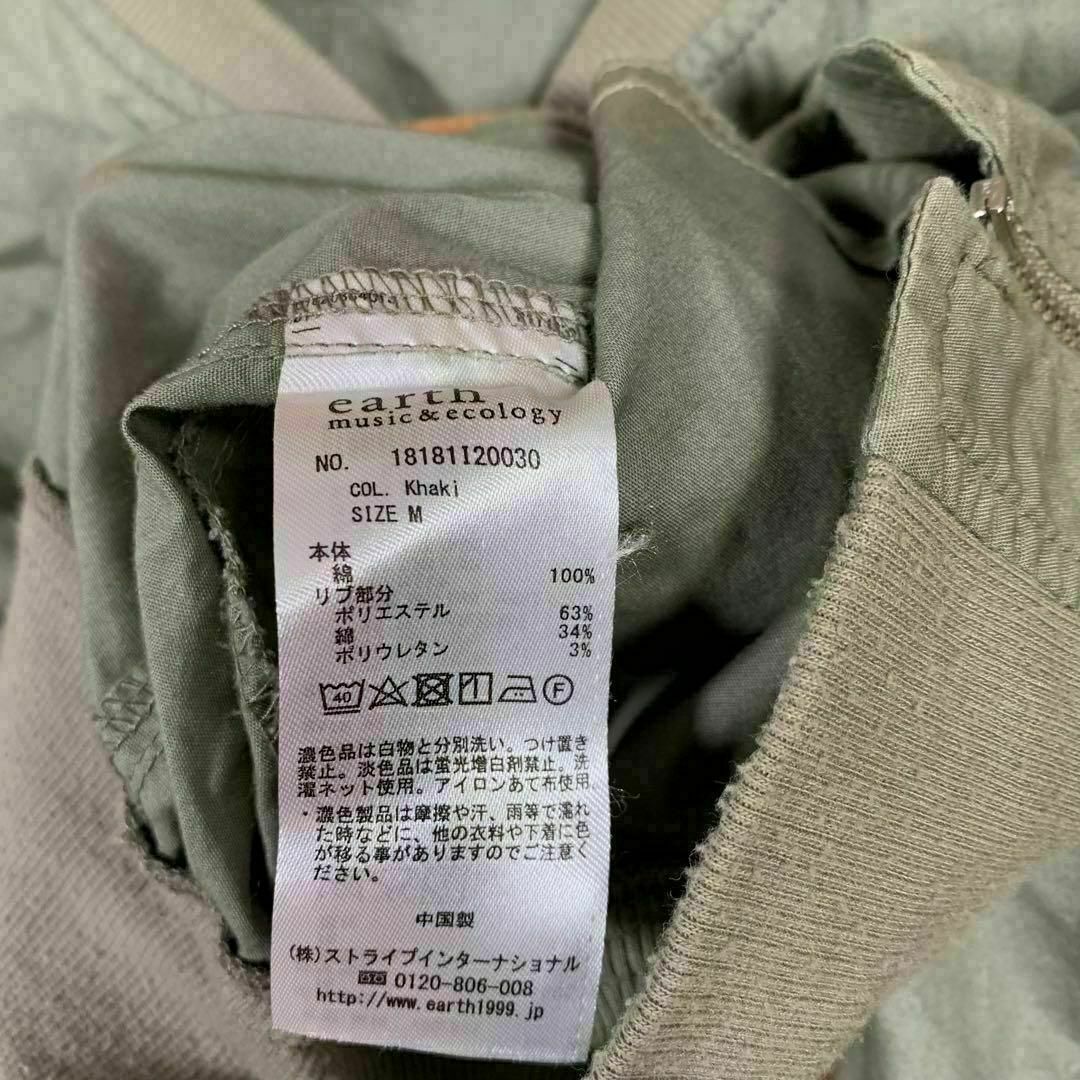 earth
music&ecology
NO. 18181I20030
COL. Khaki
SIZE M
本体
綿 100%
リブ部分
ポリエステル 63%
綿 34%
ポリウレタン 3%
40 F
濃色品は白物と分別洗い。つけ置き
禁止。淡色品は蛍光増白剤禁止。洗
濯ネット使用。アイロンあて布使用。
・濃色製品は摩擦や汗、雨等で濡れ
た時などに、他の衣料や下着に色
が移る事がありますのでご注意く
ださい。
中国製
(株)ストライプインターナショナル
0120-806-008
http://www.earth1999.jp